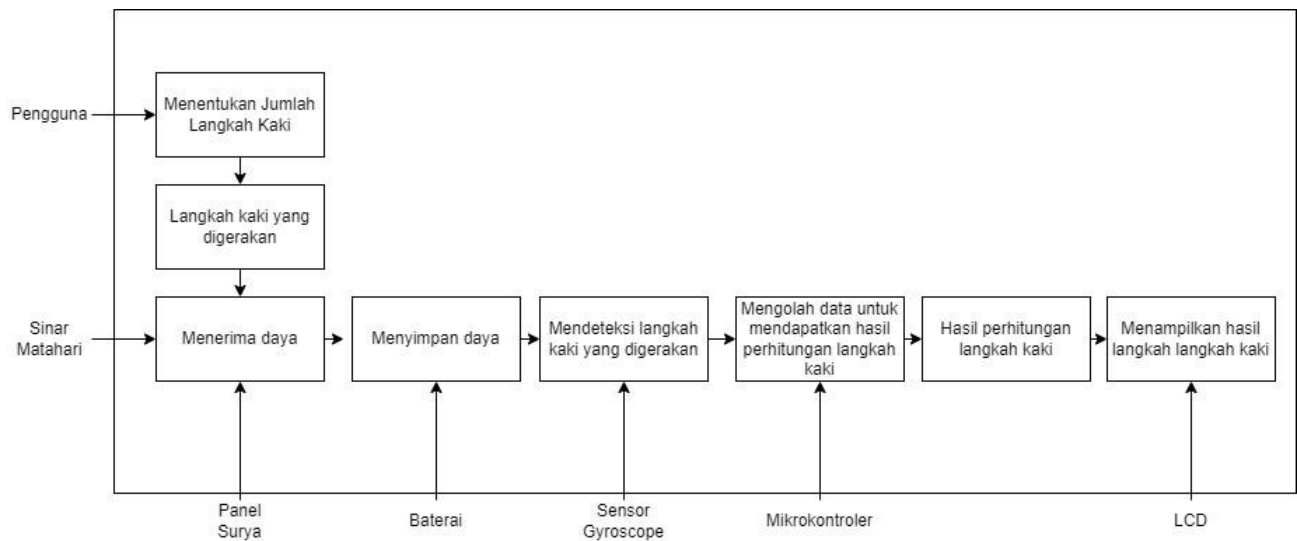 Pengguna
Menentukan Jumlah
Langkah Kaki
Langkah kaki yang
digerakan
Sinar
Matahari
Menerima daya
Menyimpan daya
Mendeteksi langkah
kaki yang digerakan
Mengolah data untuk
mendapatkan hasil
perhitungan langkah
kaki
Hasil perhitungan
langkah kaki
Menampilkan hasil
langkah langkah kaki
Panel
Surya
Baterai
Sensor
Gyroscope
Mikrokontroler
LCD